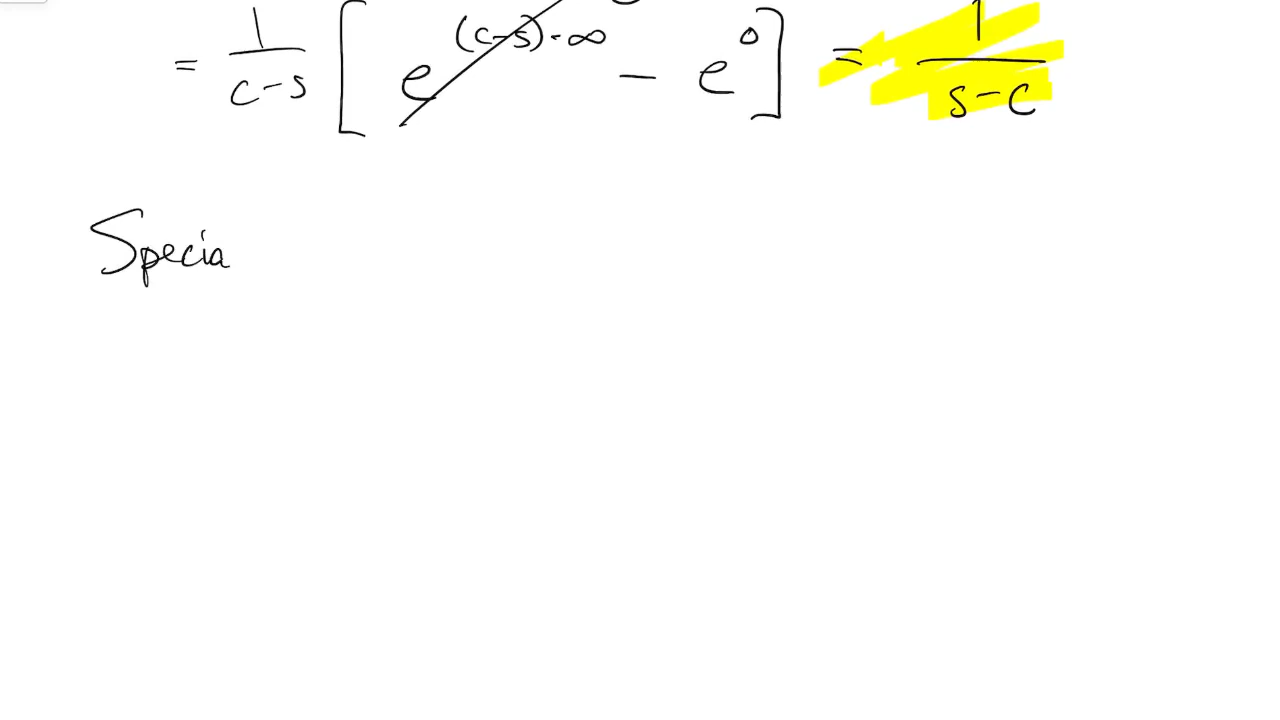 = 1/(c-s) [ e^((c-s)·∞) - e^0 ] = 1/(s-c)
Specia